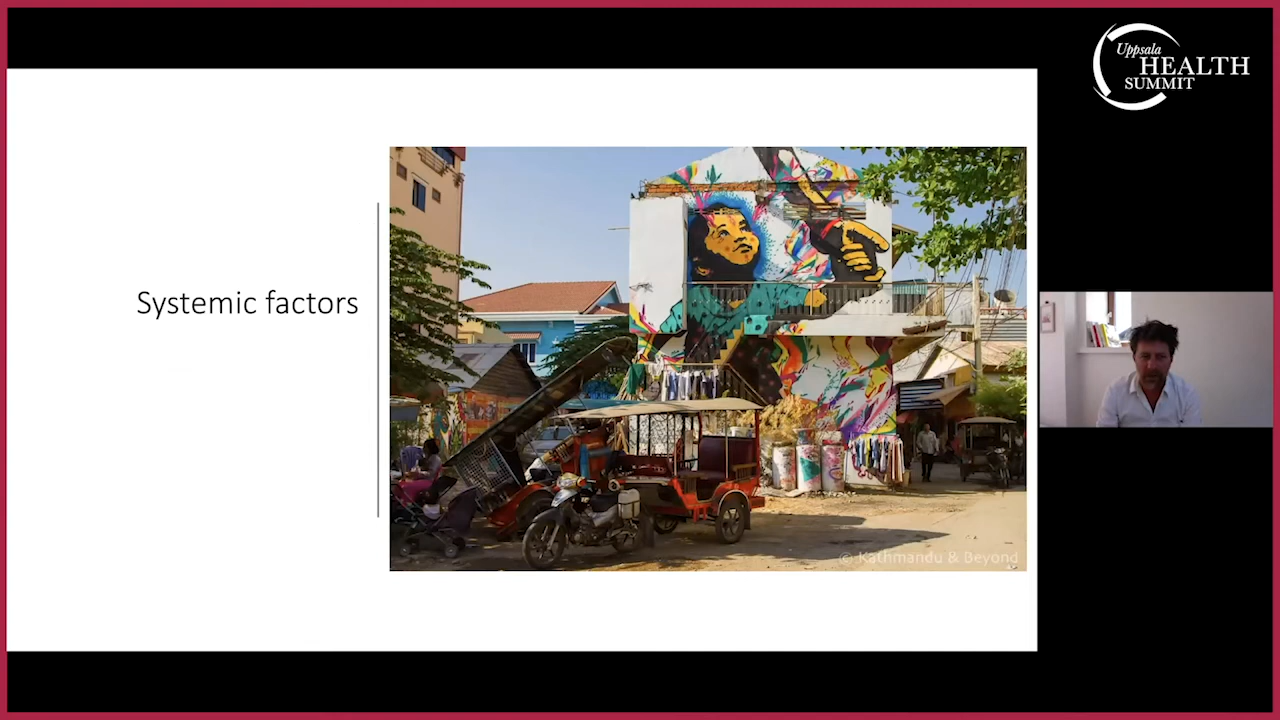 Uppsala
HEALTH
SUMMIT
Systemic factors
© Kathmandu & Beyond